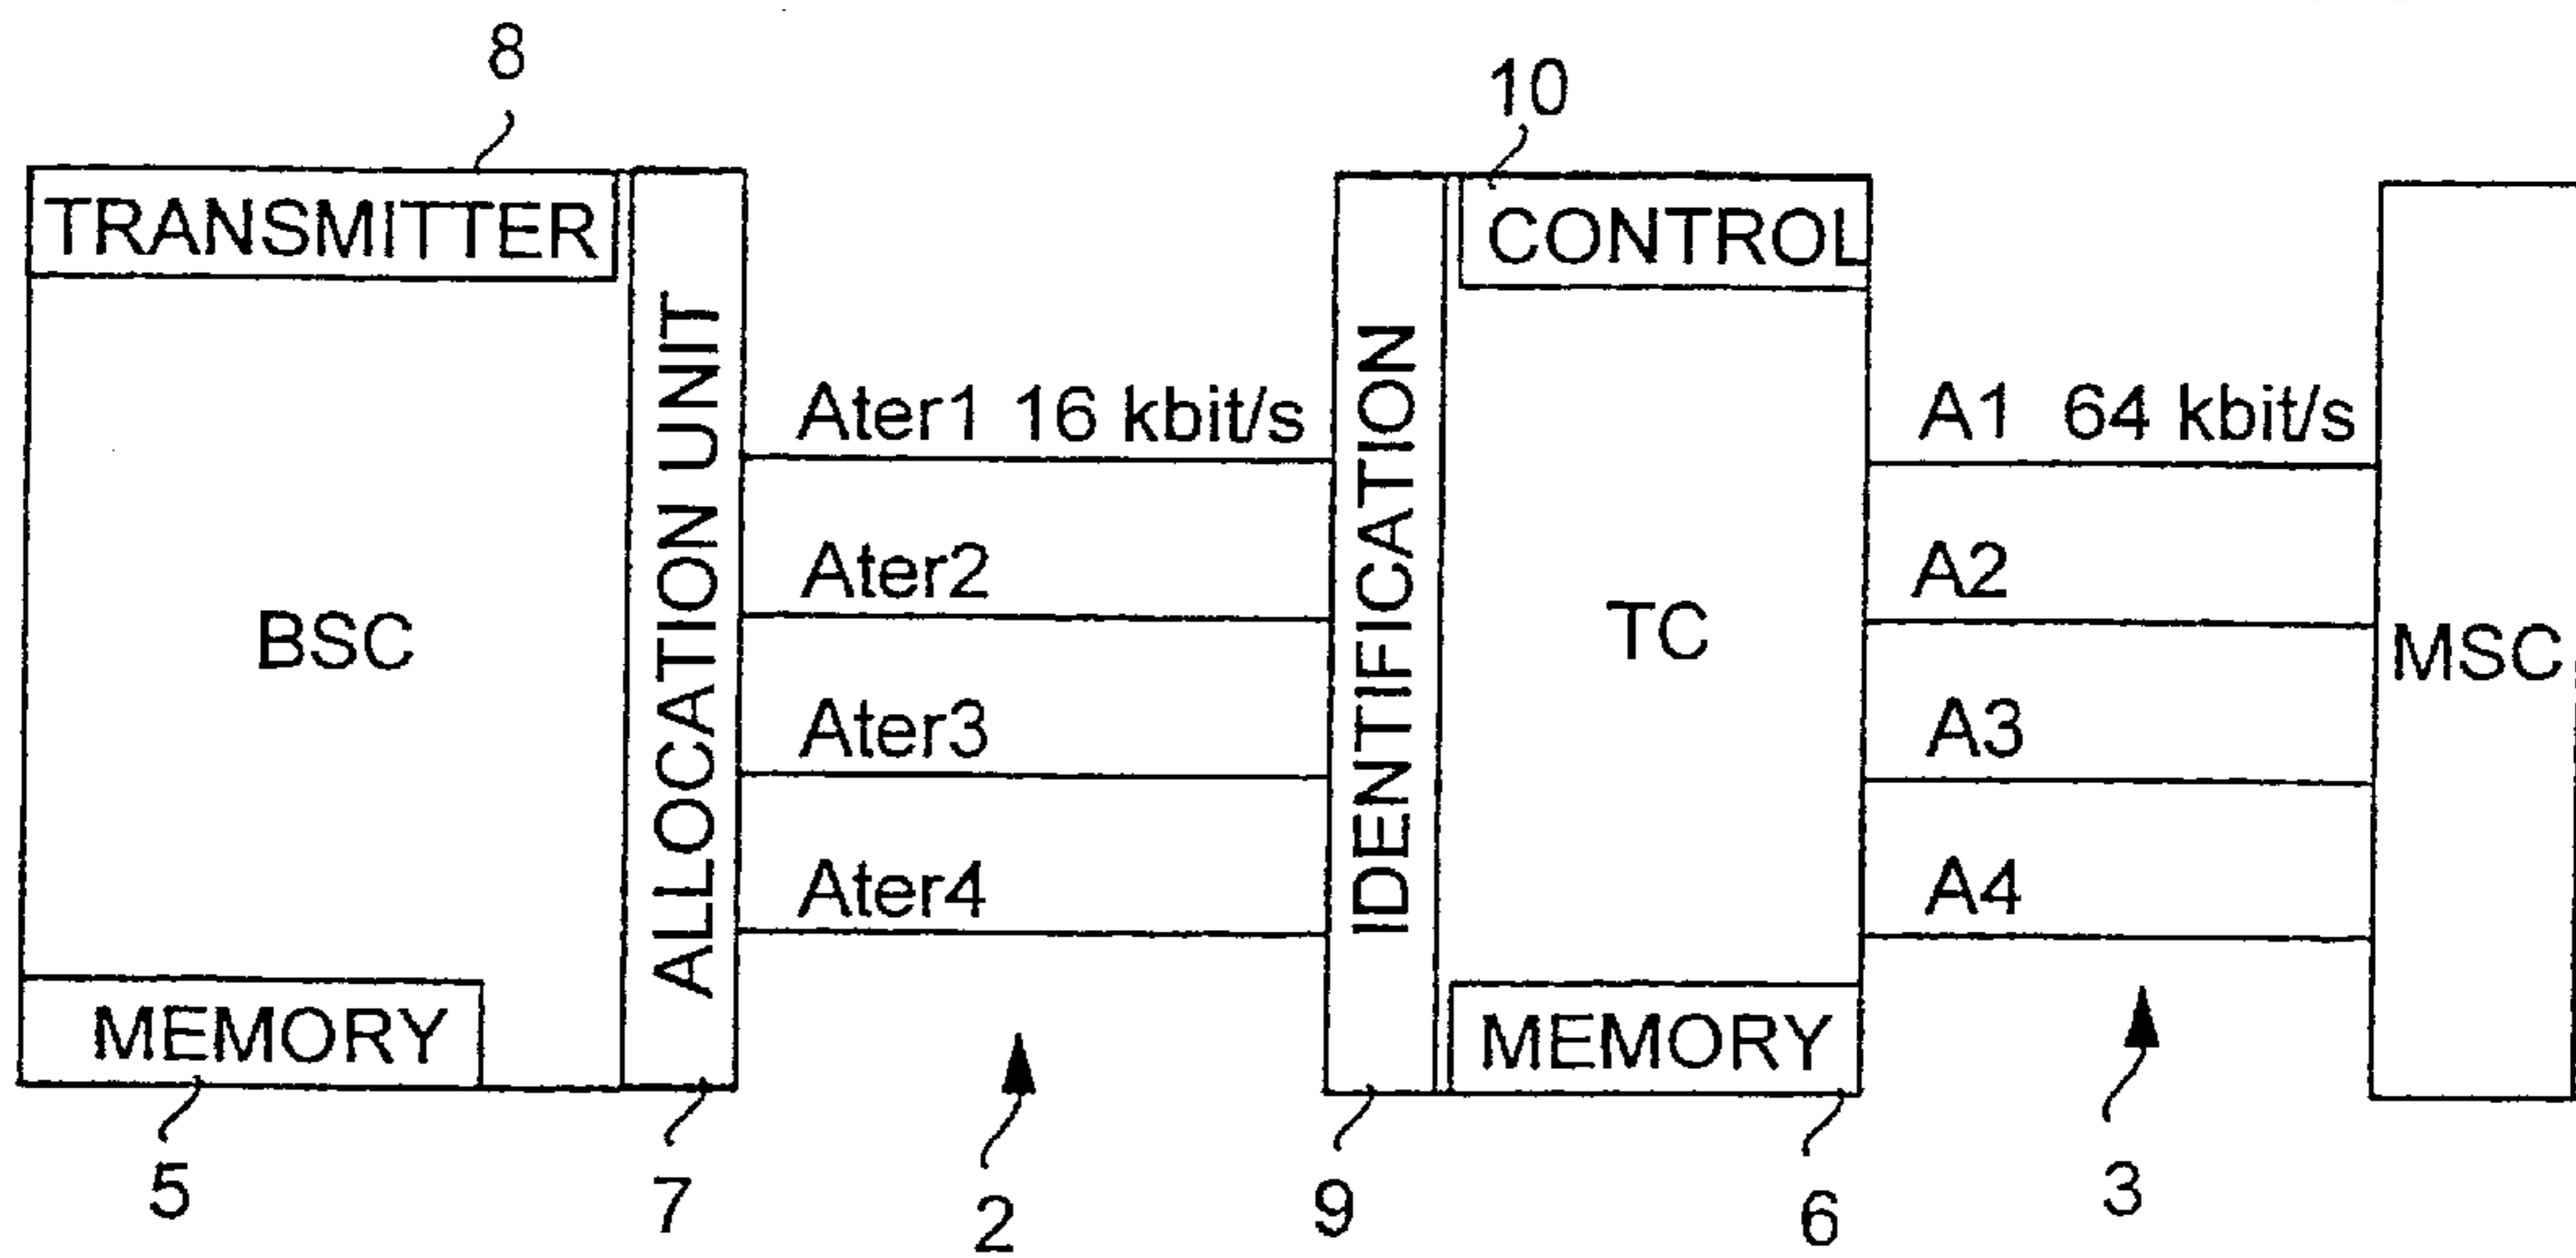 8
10
TRANSMITTER
CONTROL
ALLOCATION UNIT
IDENTIFICATION
Ater1 16 kbit/s
A1 64 kbit/s
Ater2
A2
BSC
TC
MSC
Ater3
A3
Ater4
A4
MEMORY
MEMORY
5
7
2
9
6
3